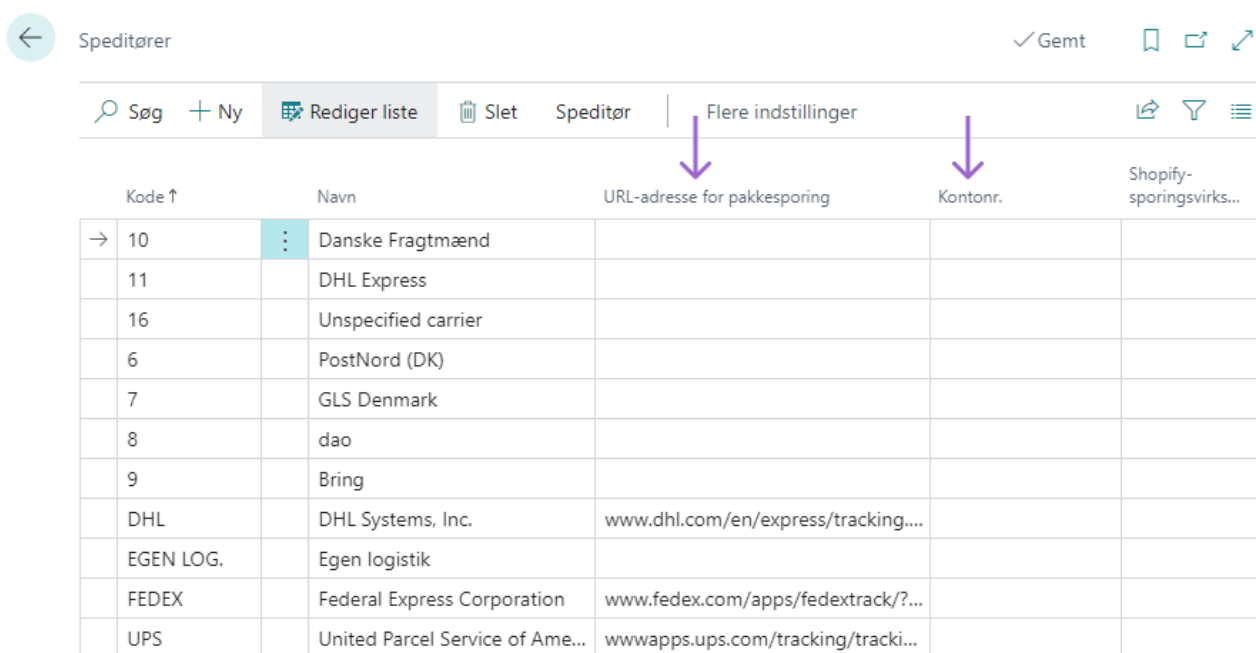 Speditører Gemt
Søg Ny Rediger liste Slet Speditør Flere indstillinger
Kode↑ Navn URL-adresse for pakkesporing Kontonr. Shopify-
sporingsvirks...
10 Danske Fragtmænd
11 DHL Express
16 Unspecified carrier
6 PostNord (DK)
7 GLS Denmark
8 dao
9 Bring
DHL DHL Systems, Inc. www.dhl.com/en/express/tracking....
EGEN LOG. Egen logistik
FEDEX Federal Express Corporation www.fedex.com/apps/fedextrack/?...
UPS United Parcel Service of Ame... wwwapps.ups.com/tracking/tracki...